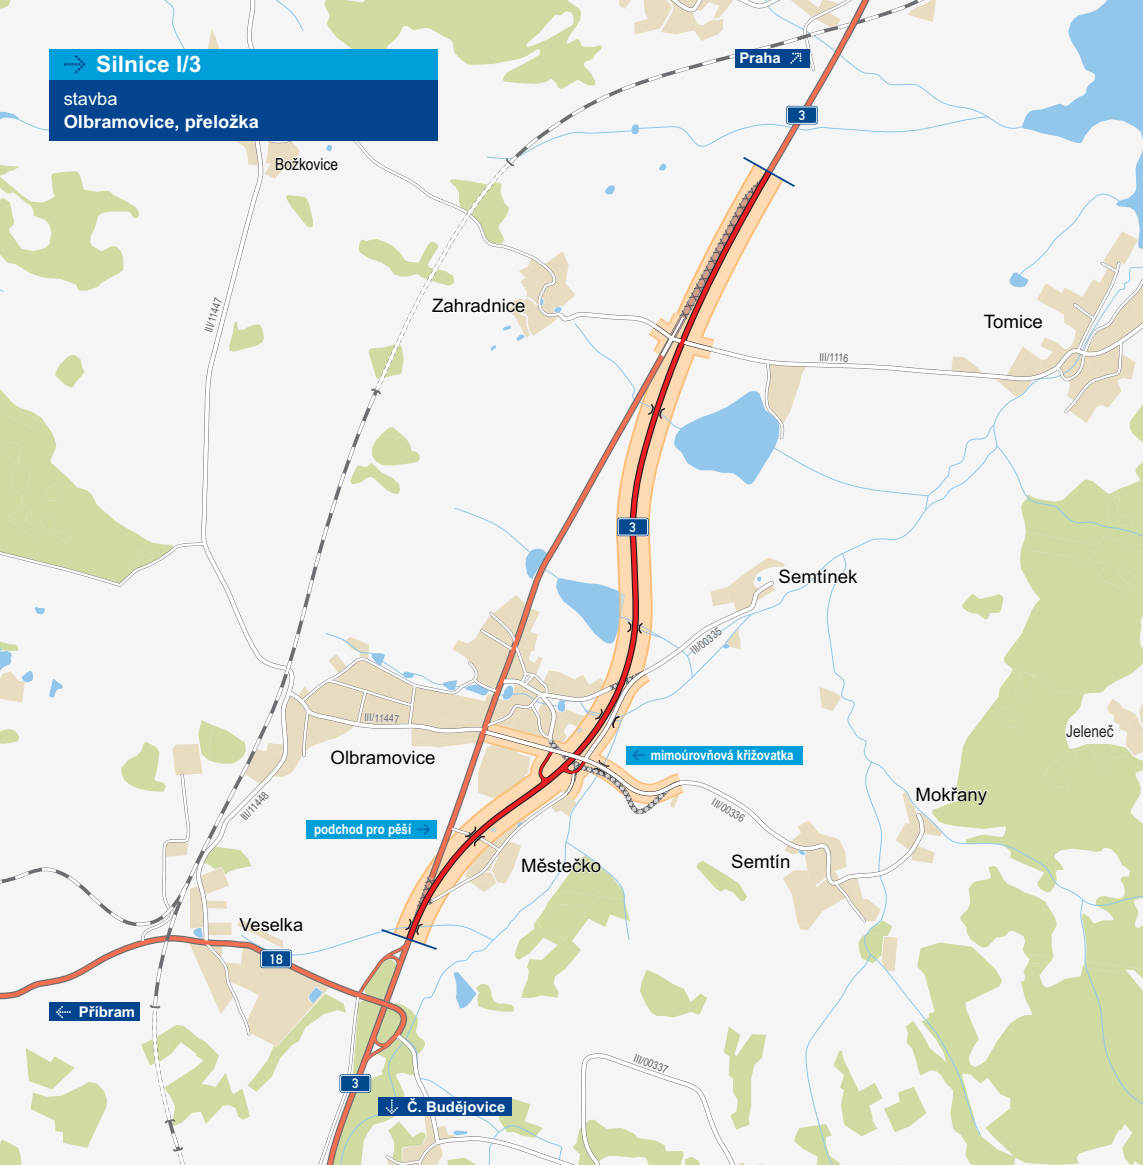 Silnice I/3
stavba
Olbramovice, přeložka
Praha
3
Božkovice
III/11447
Zahradnice
Tomice
III/1116
3
Semtínek
III/00335
III/11447
Olbramovice
Jeleneč
mimoúrovňová křižovatka
Mokřany
III/11448
III/00336
podchod pro pěší
Semtín
Městečko
Veselka
18
Příbram
III/00337
3
Č. Budějovice